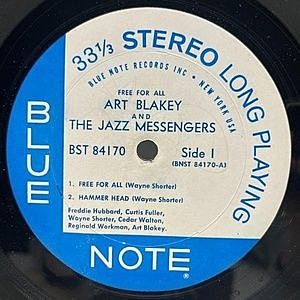 33 1/3 STEREO LONG PLAYING
BLUE NOTE RECORDS INC • NEW YORK, USA
FREE FOR ALL
ART BLAKEY
AND
THE JAZZ MESSENGERS
BST 84170 Side 1
(BNST 84170-A)
1. FREE FOR ALL (Wayne Shorter)
2. HAMMER HEAD (Wayne Shorter)
Freddie Hubbard, Curtis Fuller,
Wayne Shorter, Cedar Walton,
Reginald Workman, Art Blakey.
BLUE
NOTE
®